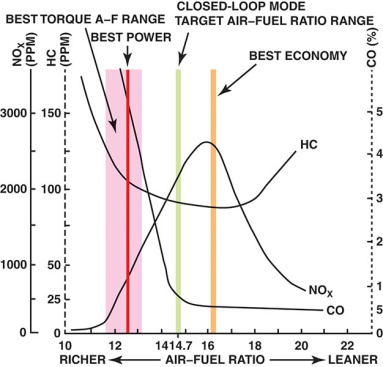 CLOSED-LOOP MODE
TARGET AIR-FUEL RATIO RANGE
BEST TORQUE A-F RANGE
BEST POWER
BEST ECONOMY
NOX
(PPM)
HC
(PPM)
CO (%)
3000
2000
1000
0
150
100
50
25
0
5
4
3
2
1
5
0
HC
NOX
CO
10 12 14 14.7 16 18 20 22
RICHER AIR-FUEL RATIO LEANER